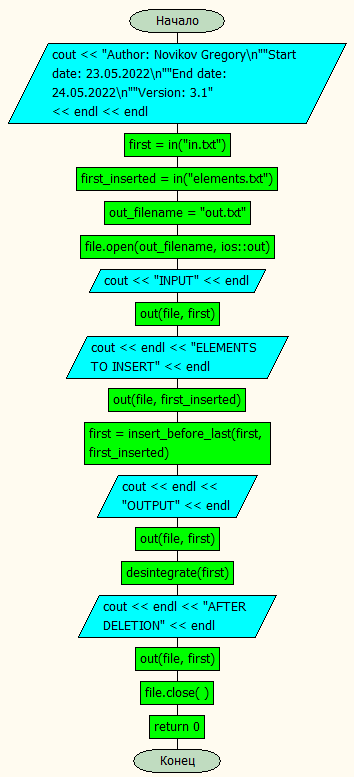 Начало
cout << "Author: Novikov Gregory\n""Start
date: 23.05.2022\n""End date:
24.05.2022\n""Version: 3.1"
<< endl << endl
first = in("in.txt")
first_inserted = in("elements.txt")
out_filename = "out.txt"
file.open(out_filename, ios::out)
cout << "INPUT" << endl
out(file, first)
cout << endl << "ELEMENTS
TO INSERT" << endl
out(file, first_inserted)
first = insert_before_last(first,
first_inserted)
cout << endl <<
"OUTPUT" << endl
out(file, first)
desintegrate(first)
cout << endl << "AFTER
DELETION" << endl
out(file, first)
file.close( )
return 0
Конец